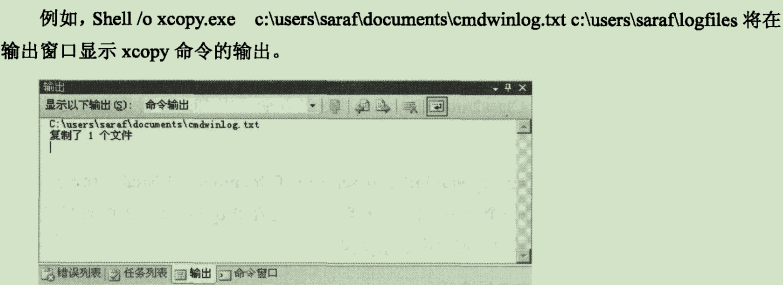 例如，Shell /o xcopy.exe c:\users\saraf\documents\cmdwinlog.txt c:\users\saraf\logfiles 将在
输出窗口显示 xcopy 命令的输出。
输出
显示以下输出(S): 命令输出
C:\users\saraf\documents\cmdwinlog.txt
复制了 1 个文件
错误列表 任务列表 输出 命令窗口